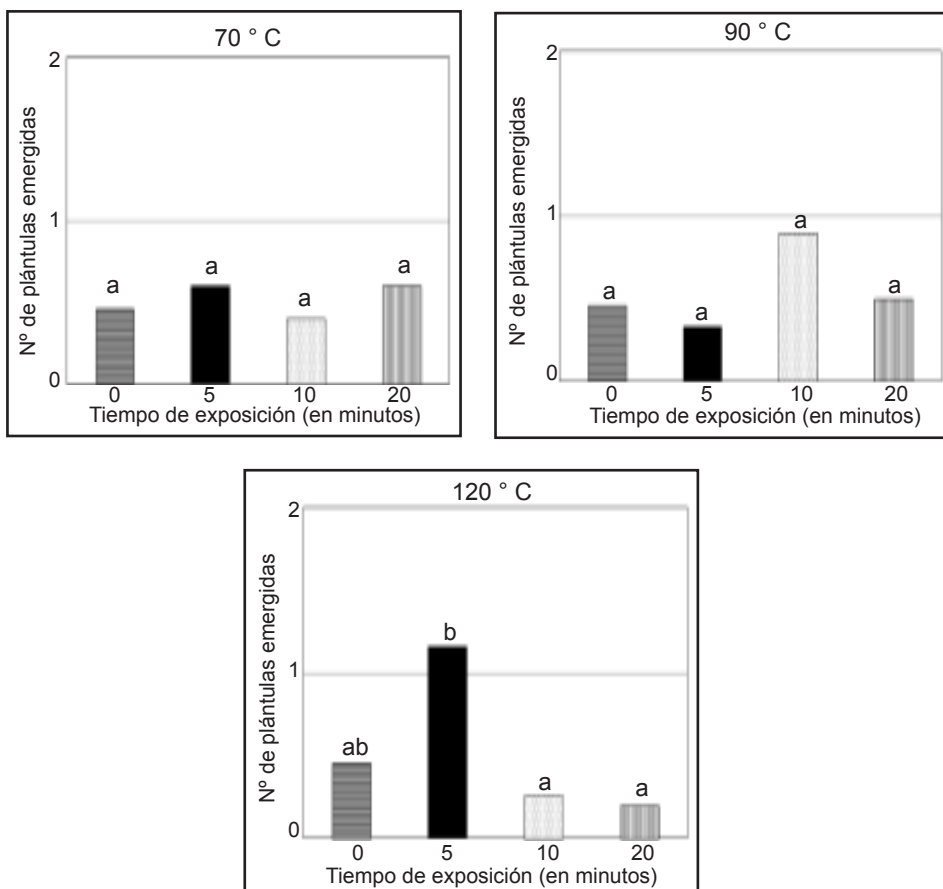 70 ° C
Nº de plántulas emergidas
2
1
0
a
a
a
a
0 5 10 20
Tiempo de exposición (en minutos)
90 ° C
Nº de plántulas emergidas
2
1
0
a
a
a
a
0 5 10 20
Tiempo de exposición (en minutos)
120 ° C
Nº de plántulas emergidas
2
1
0
ab
b
a
a
0 5 10 20
Tiempo de exposición (en minutos)